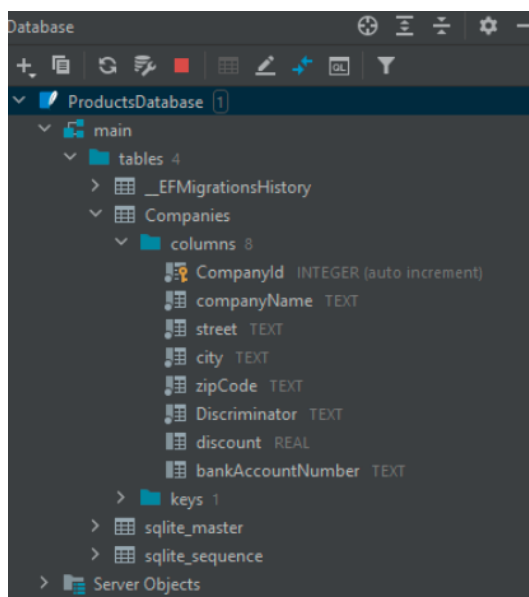 Database
QL
ProductsDatabase 1
main
tables 4
__EFMigrationsHistory
Companies
columns 8
CompanyId INTEGER (auto increment)
companyName TEXT
street TEXT
city TEXT
zipCode TEXT
Discriminator TEXT
discount REAL
bankAccountNumber TEXT
keys 1
sqlite_master
sqlite_sequence
Server Objects